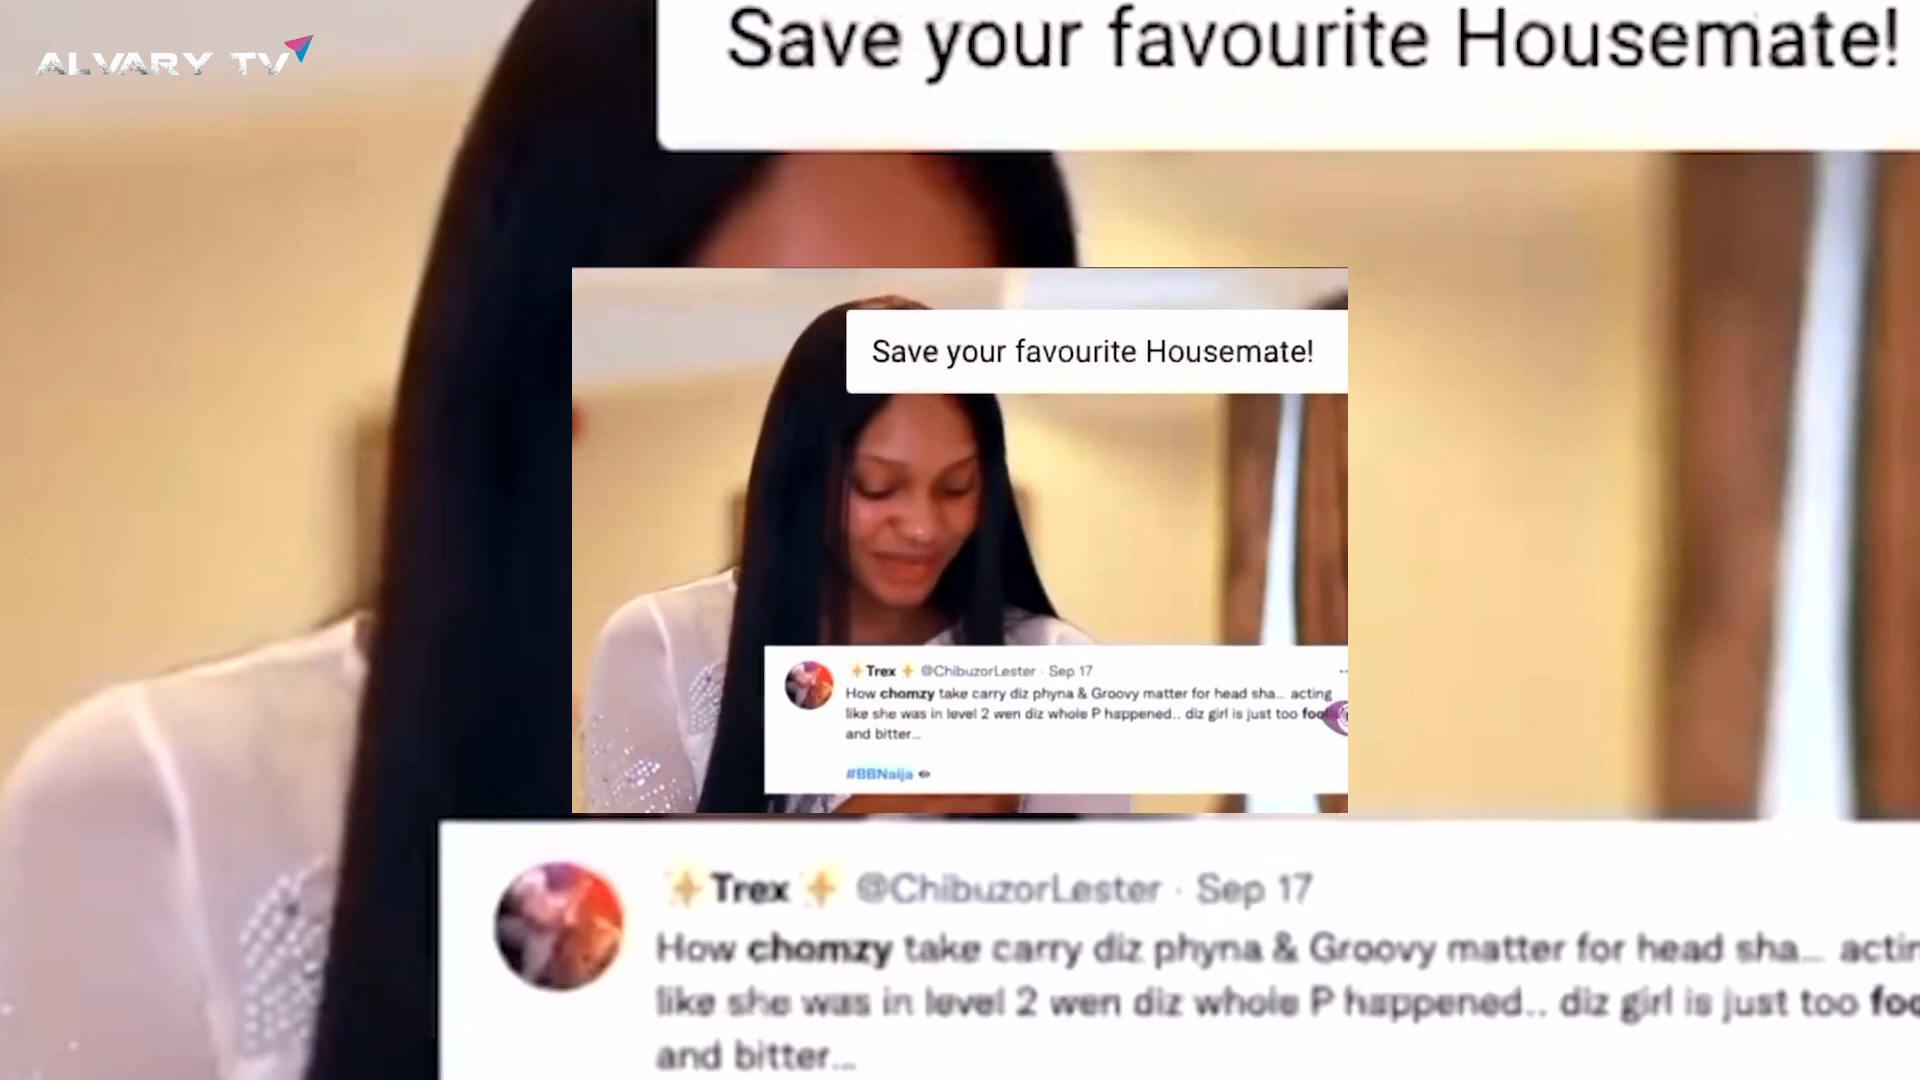 ALVARY TV
Save your favourite Housemate!
Save your favourite Housemate!
Trex @ChibuzorLester · Sep 17
How chomzy take carry diz phyna & Groovy matter for head sha... acting
like she was in level 2 wen diz whole P happened.. diz girl is just too
and bitter...
#BBNaija
Trex @ChibuzorLester · Sep 17
How chomzy take carry diz phyna & Groovy matter for head sha...
like she was in level 2 wen diz whole P happened.. diz girl is just too
and bitter...